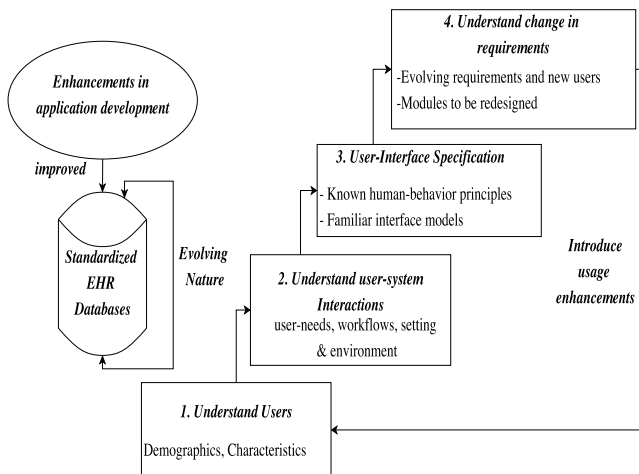 Enhancements in
application development
improved
Standardized
EHR
Databases
Evolving
Nature
1. Understand Users
Demographics, Characteristics
2. Understand user-system
Interactions
user-needs, workflows, setting
& environment
3. User-Interface Specification
- Known human-behavior principles
- Familiar interface models
4. Understand change in
requirements
-Evolving requirements and new users
- Modules to be redesigned
Introduce
usage
enhancements